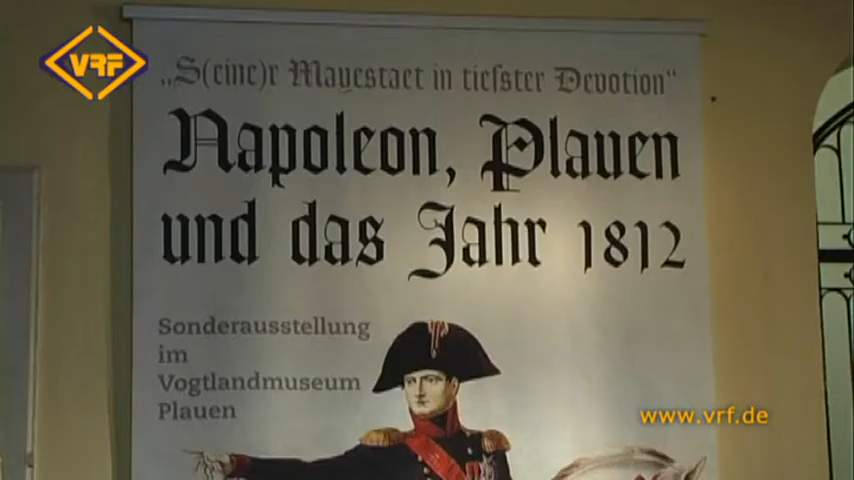 VRF
„S(eine)r Mayestaet in tiefster Devotion“
Napoleon, Plauen
und das Jahr 1812
Sonderausstellung
im
Vogtlandmuseum
Plauen
www.vrf.de